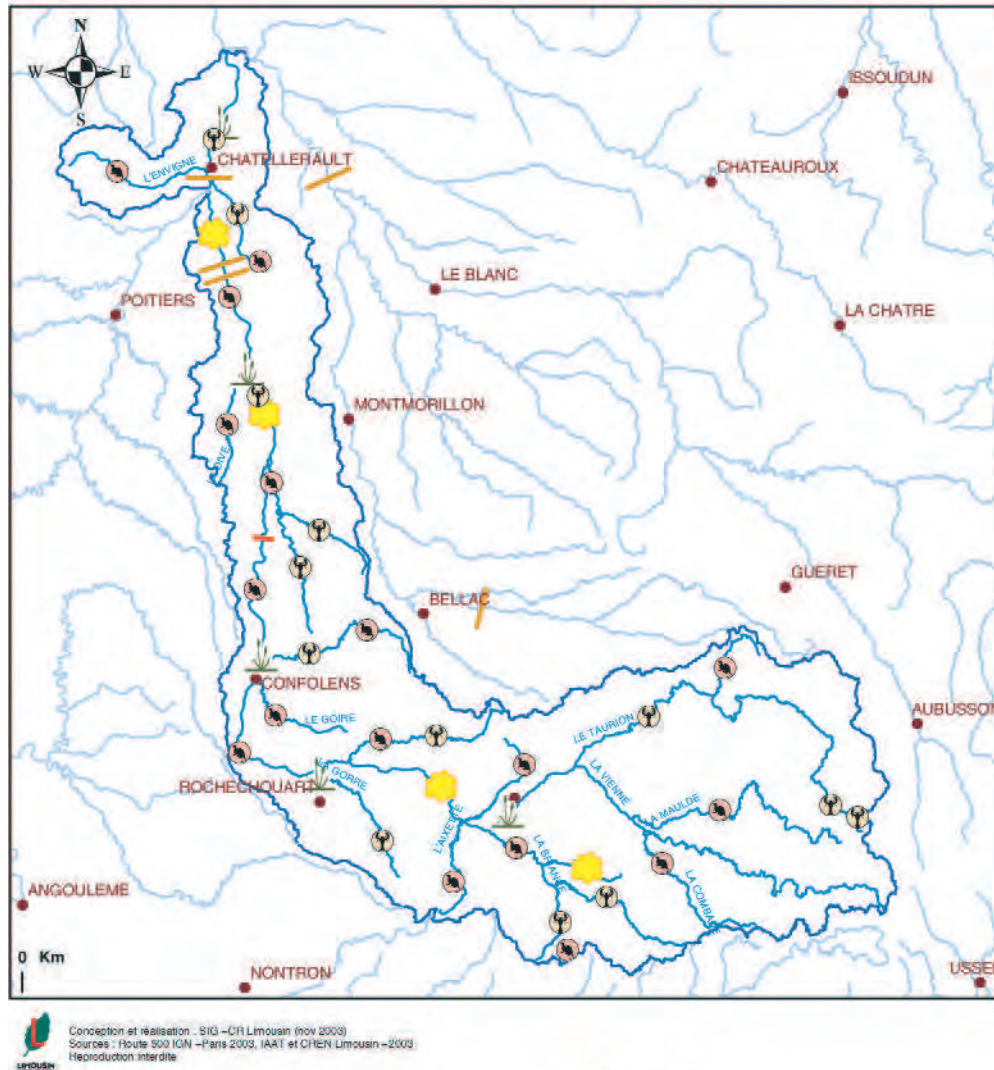 N
W E
S
ISSOUDUN
CHATELLERAULT
L'ENVIGNE
CHATEAUROUX
LE BLANC
POITIERS
LA CHATRE
MONTMORILLON
GUERET
BELLAC
CONFOLENS
LE GOIRE
LE TAURION
AUBUSSON
ROCHECHOUART
GORRE
LA VIENNE
LA MAULDE
L'AIXETTE
LA BRIANCE
LA COMBADE
ANGOULEME
0 Km
NONTRON
USSEL
Conception et réalisation : SIG –CR Limousin (nov 2003)
Sources : Route 500 IGN –Paris 2003, IAAT et CREN Limousin –2003
Reproduction interdite
LIMOUSIN